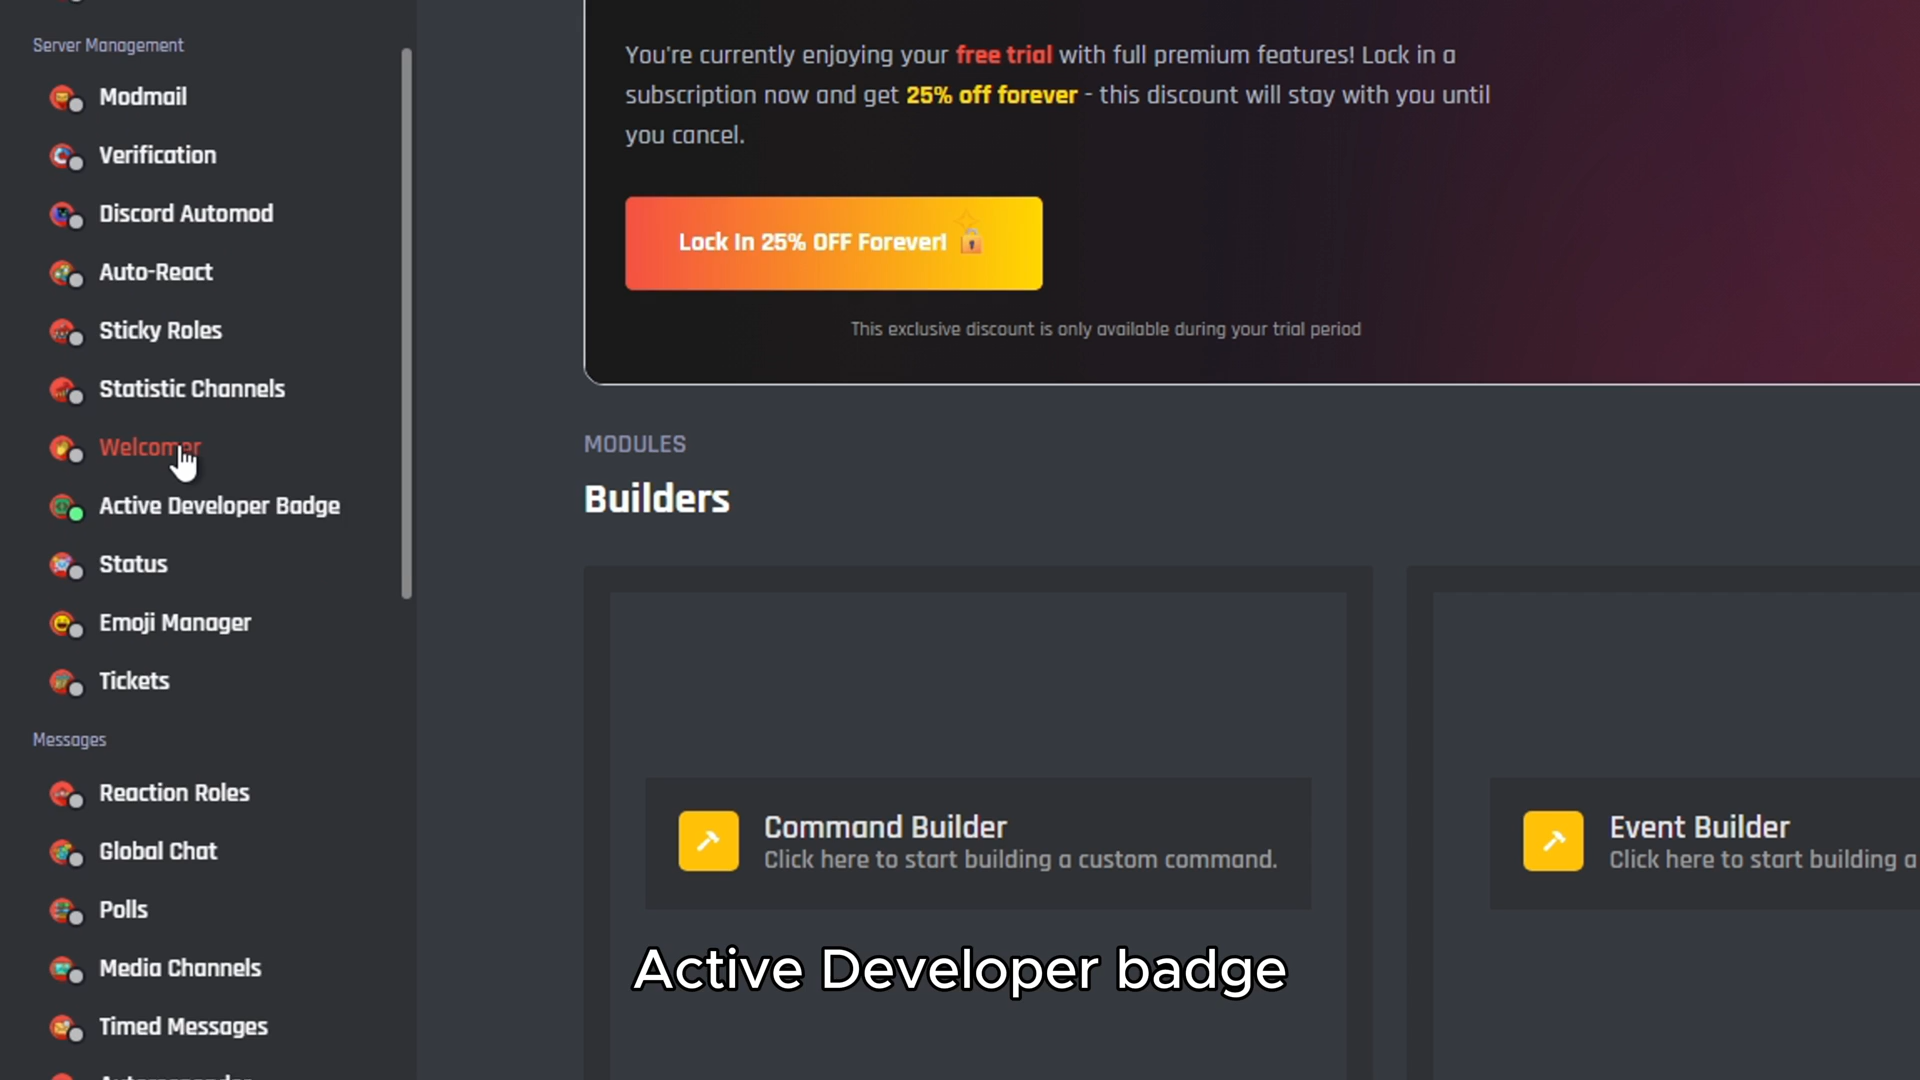 Server Management
Modmail
Verification
Discord Automod
Auto-React
Sticky Roles
Statistic Channels
Welcomer
Active Developer Badge
Status
Emoji Manager
Tickets
Messages
Reaction Roles
Global Chat
Polls
Media Channels
Timed Messages
You're currently enjoying your free trial with full premium features! Lock in a
subscription now and get 25% off forever - this discount will stay with you until
you cancel.
Lock In 25% OFF Forever!
This exclusive discount is only available during your trial period
MODULES
Builders
Command Builder
Click here to start building a custom command.
Event Builder
Click here to start building a
Active Developer badge